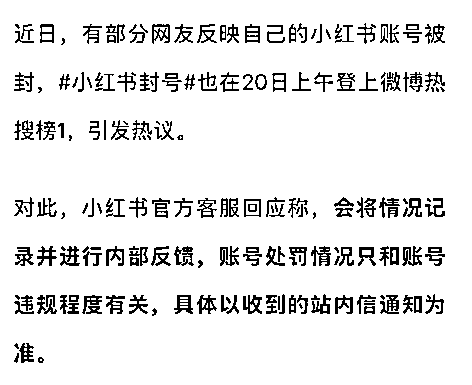 近日，有部分网友反映自己的小红书账号被
封，#小红书封号#也在20日上午登上微博热
搜榜1，引发热议。
对此，小红书官方客服回应称，会将情况记
录并进行内部反馈，账号处罚情况只和账号
违规程度有关，具体以收到的站内信通知为
准。